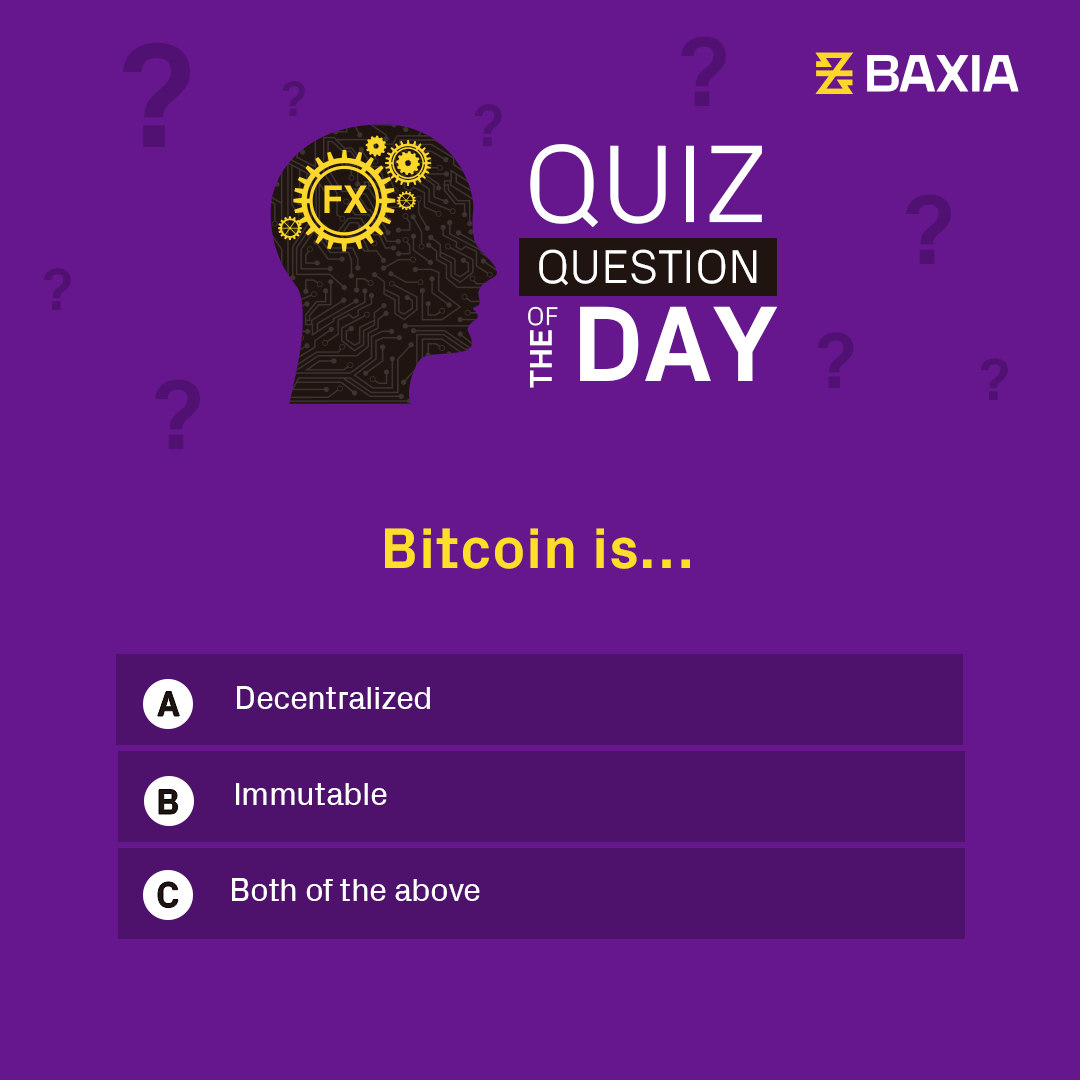 BAXIA
FX
QUIZ
QUESTION
OF THE DAY
Bitcoin is...
A Decentralized
B Immutable
C Both of the above